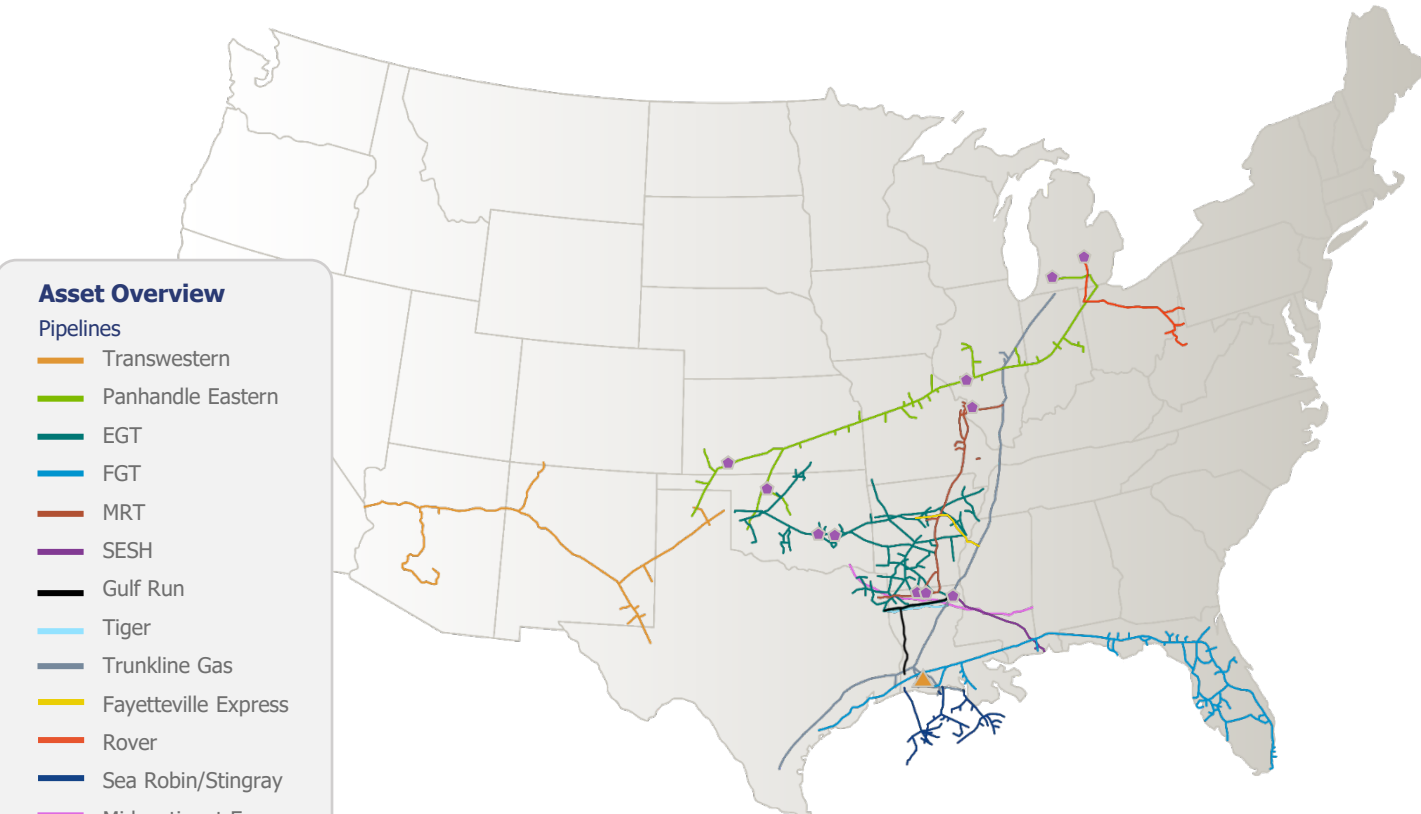 Asset Overview
Pipelines
Transwestern
Panhandle Eastern
EGT
FGT
MRT
SESH
Gulf Run
Tiger
Trunkline Gas
Fayetteville Express
Rover
Sea Robin/Stingray